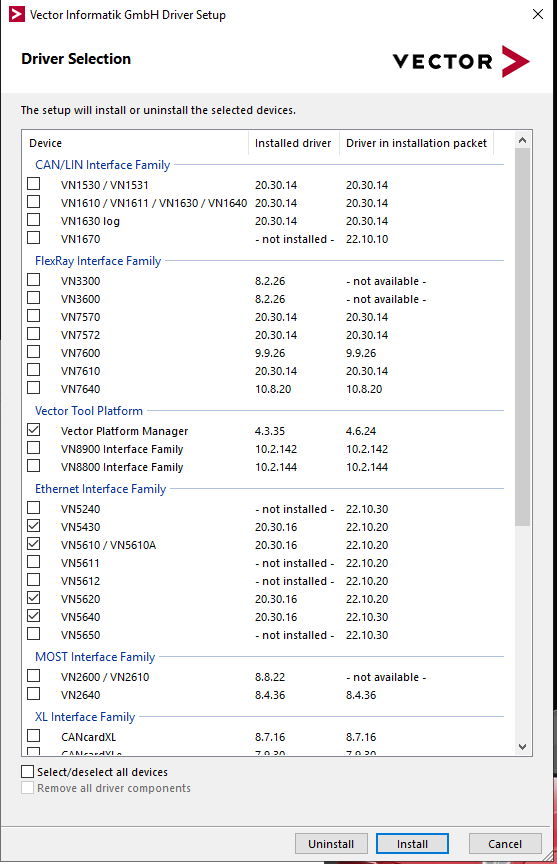 Vector Informatik GmbH Driver Setup
Driver Selection
VECTOR
The setup will install or uninstall the selected devices.
Device Installed driver Driver in installation packet
CAN/LIN Interface Family
VN1530 / VN1531 20.30.14 20.30.14
VN1610 / VN1611 / VN1630 / VN1640 20.30.14 20.30.14
VN1630 log 20.30.14 20.30.14
VN1670 - not installed - 22.10.10
FlexRay Interface Family
VN3300 8.2.26 - not available -
VN3600 8.2.26 - not available -
VN7570 20.30.14 20.30.14
VN7572 20.30.14 20.30.14
VN7600 9.9.26 9.9.26
VN7610 20.30.14 20.30.14
VN7640 10.8.20 10.8.20
Vector Tool Platform
Vector Platform Manager 4.3.35 4.6.24
VN8900 Interface Family 10.2.142 10.2.142
VN8800 Interface Family 10.2.144 10.2.144
Ethernet Interface Family
VN5240 - not installed - 22.10.30
VN5430 20.30.16 22.10.20
VN5610 / VN5610A 20.30.16 22.10.20
VN5611 - not installed - 22.10.20
VN5612 - not installed - 22.10.20
VN5620 20.30.16 22.10.20
VN5640 20.30.16 22.10.30
VN5650 - not installed - 22.10.30
MOST Interface Family
VN2600 / VN2610 8.8.22 - not available -
VN2640 8.4.36 8.4.36
XL Interface Family
CANcardXL 8.7.16 8.7.16
CANcardXLe 7.9.30 7.9.30
Select/deselect all devices
Remove all driver components
Uninstall Install Cancel